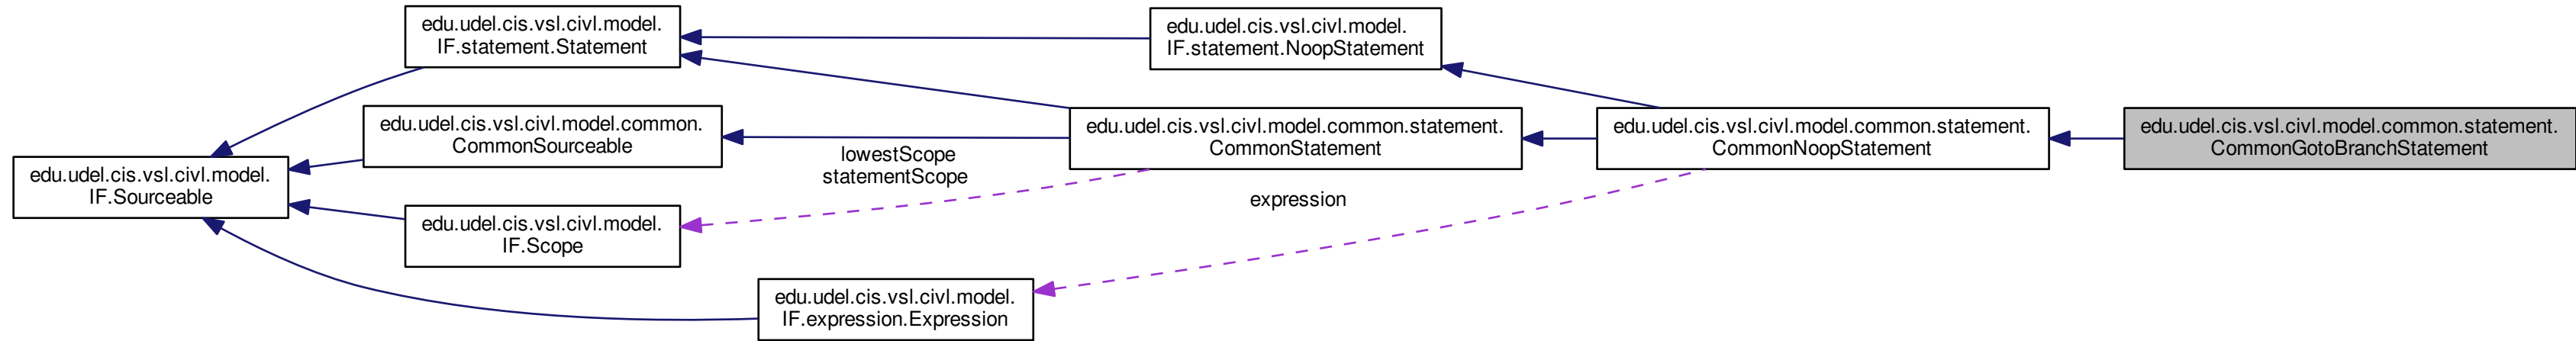 edu.udel.cis.vsl.civl.model.
IF.statement.Statement
edu.udel.cis.vsl.civl.model.
IF.statement.NoopStatement
edu.udel.cis.vsl.civl.model.common.
CommonSourceable
edu.udel.cis.vsl.civl.model.common.statement.
CommonStatement
edu.udel.cis.vsl.civl.model.common.statement.
CommonNoopStatement
edu.udel.cis.vsl.civl.model.common.statement.
CommonGotoBranchStatement
lowestScope
statementScope
edu.udel.cis.vsl.civl.model.
IF.Sourceable
expression
edu.udel.cis.vsl.civl.model.
IF.Scope
edu.udel.cis.vsl.civl.model.
IF.expression.Expression